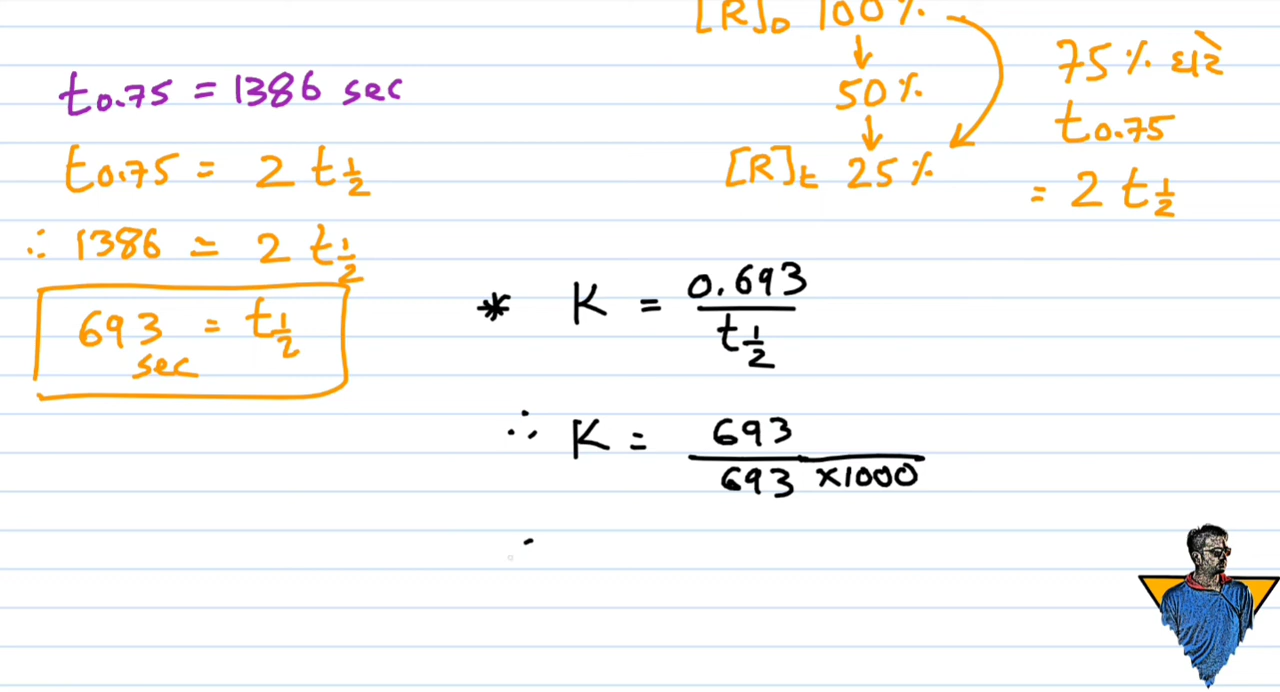 [R]₀ 100%
↓
50%
↓
[R]t 25%
75%
t0.75
= 2 t½
t0.75 = 1386 sec
t0.75 = 2 t½
∴ 1386 = 2 t½
693 sec = t½
* K = 0.693 / t½
∴ K = 693 / 693 ×1000